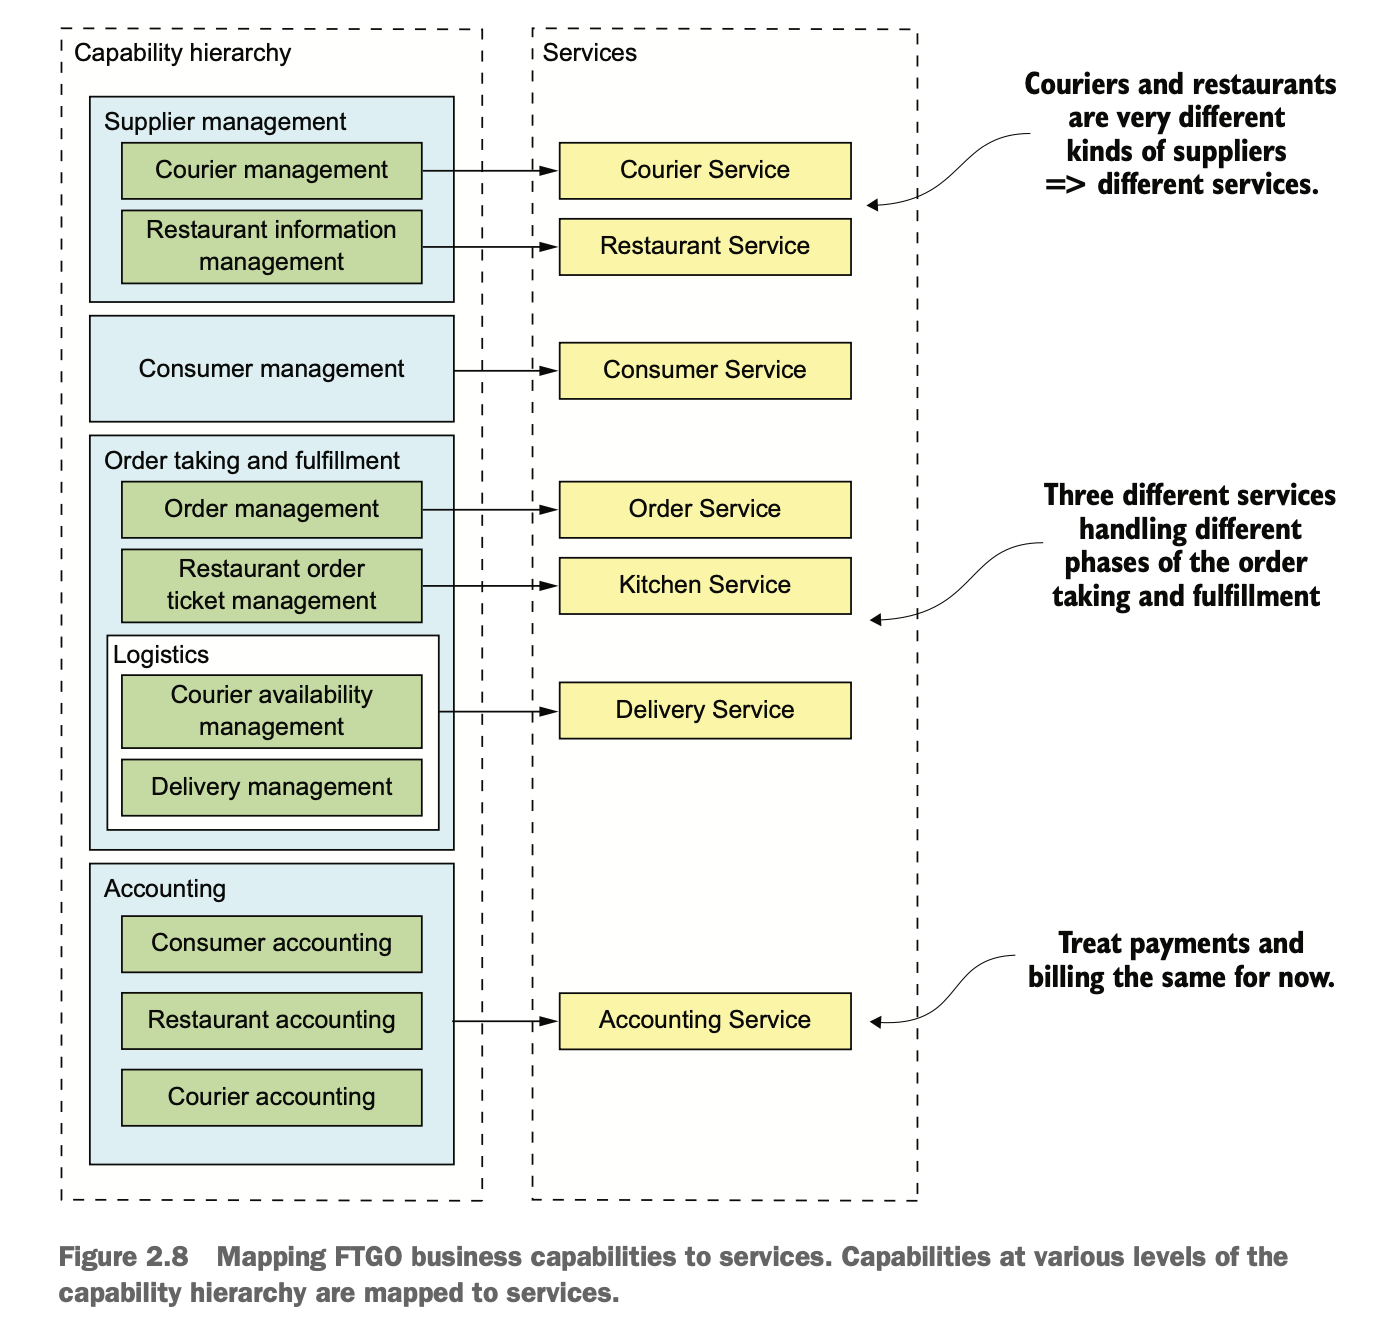 Capability hierarchy
Services
Supplier management
Courier management
Courier Service
Restaurant information
management
Restaurant Service
Couriers and restaurants
are very different
kinds of suppliers
=> different services.
Consumer management
Consumer Service
Order taking and fulfillment
Order management
Order Service
Restaurant order
ticket management
Kitchen Service
Three different services
handling different
phases of the order
taking and fulfillment
Logistics
Courier availability
management
Delivery Service
Delivery management
Accounting
Consumer accounting
Restaurant accounting
Accounting Service
Courier accounting
Treat payments and
billing the same for now.
Figure 2.8 Mapping FTGO business capabilities to services. Capabilities at various levels of the
capability hierarchy are mapped to services.